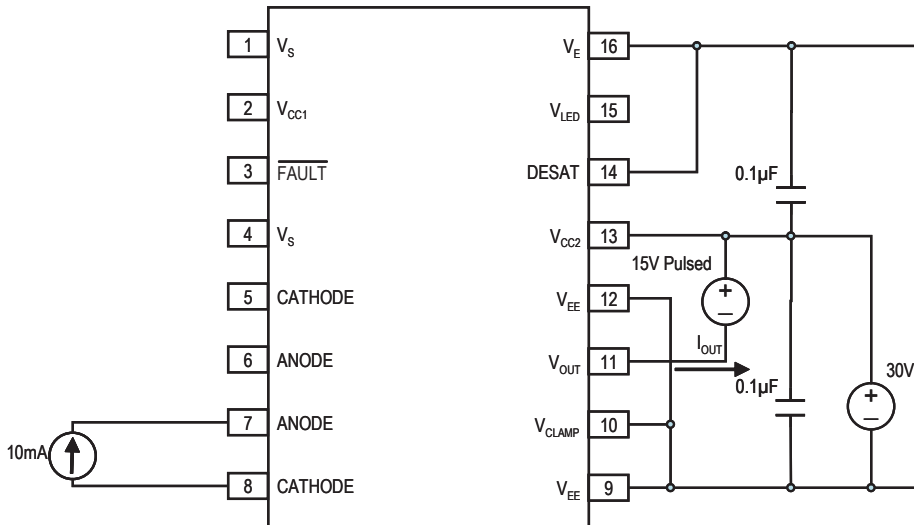 1 V_S V_E 16
2 V_CC1 V_LED 15
3 FAULT DESAT 14
0.1µF
4 V_S V_CC2 13
15V Pulsed
5 CATHODE V_EE 12
+
–
6 ANODE V_OUT 11
I_OUT
0.1µF
30V
+
–
7 ANODE V_CLAMP 10
10mA
8 CATHODE V_EE 9